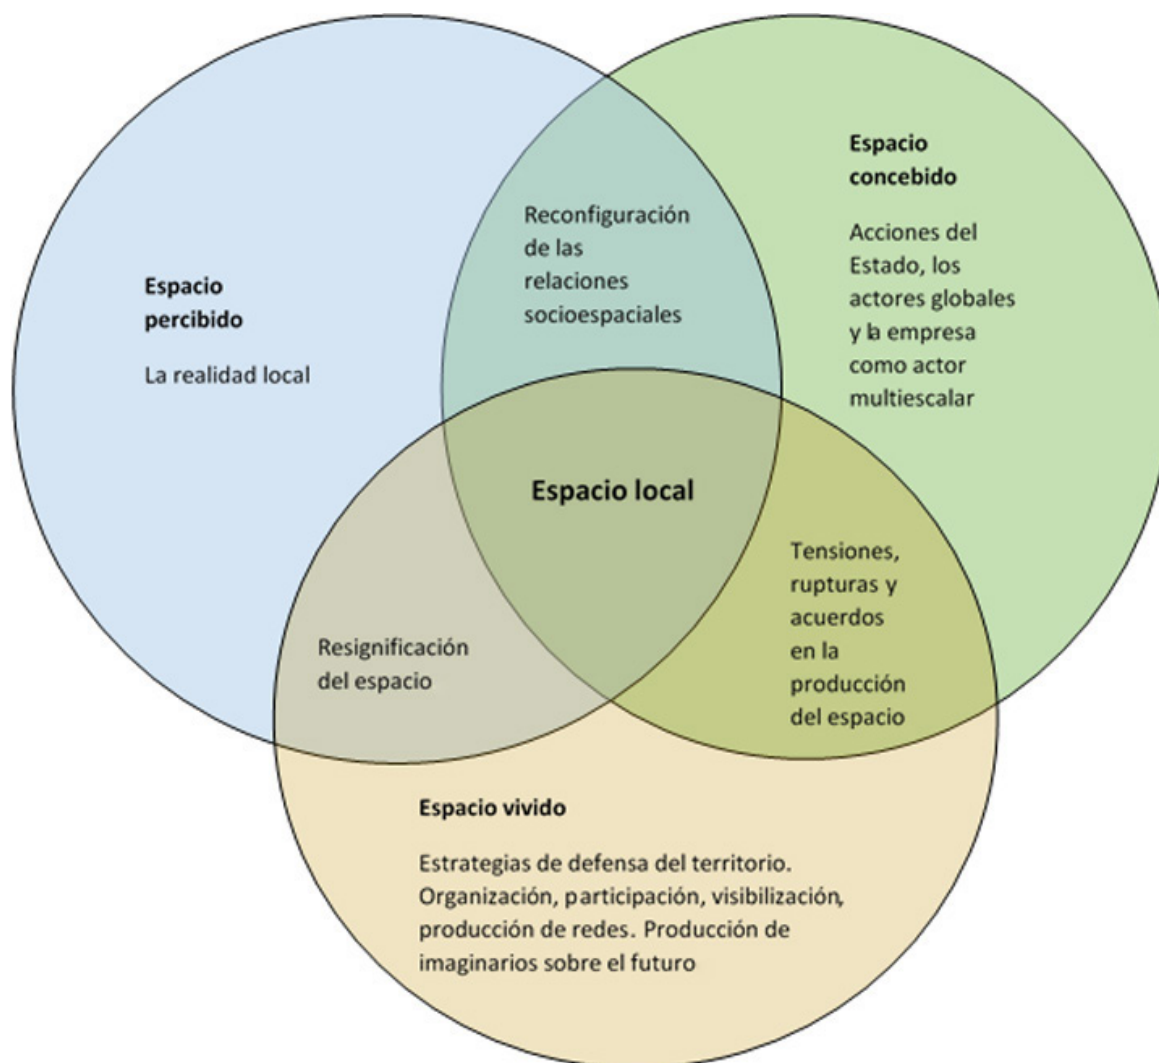 Espacio
percibido
La realidad local
Reconfiguración
de las
relaciones
socioespaciales
Espacio
concebido
Acciones del
Estado, los
actores globales
y la empresa
como actor
multiescalar
Espacio local
Resignificación
del espacio
Tensiones,
rupturas y
acuerdos
en la
producción
del espacio
Espacio vivido
Estrategias de defensa del territorio.
Organización, participación, visibilización,
producción de redes. Producción de
imaginarios sobre el futuro